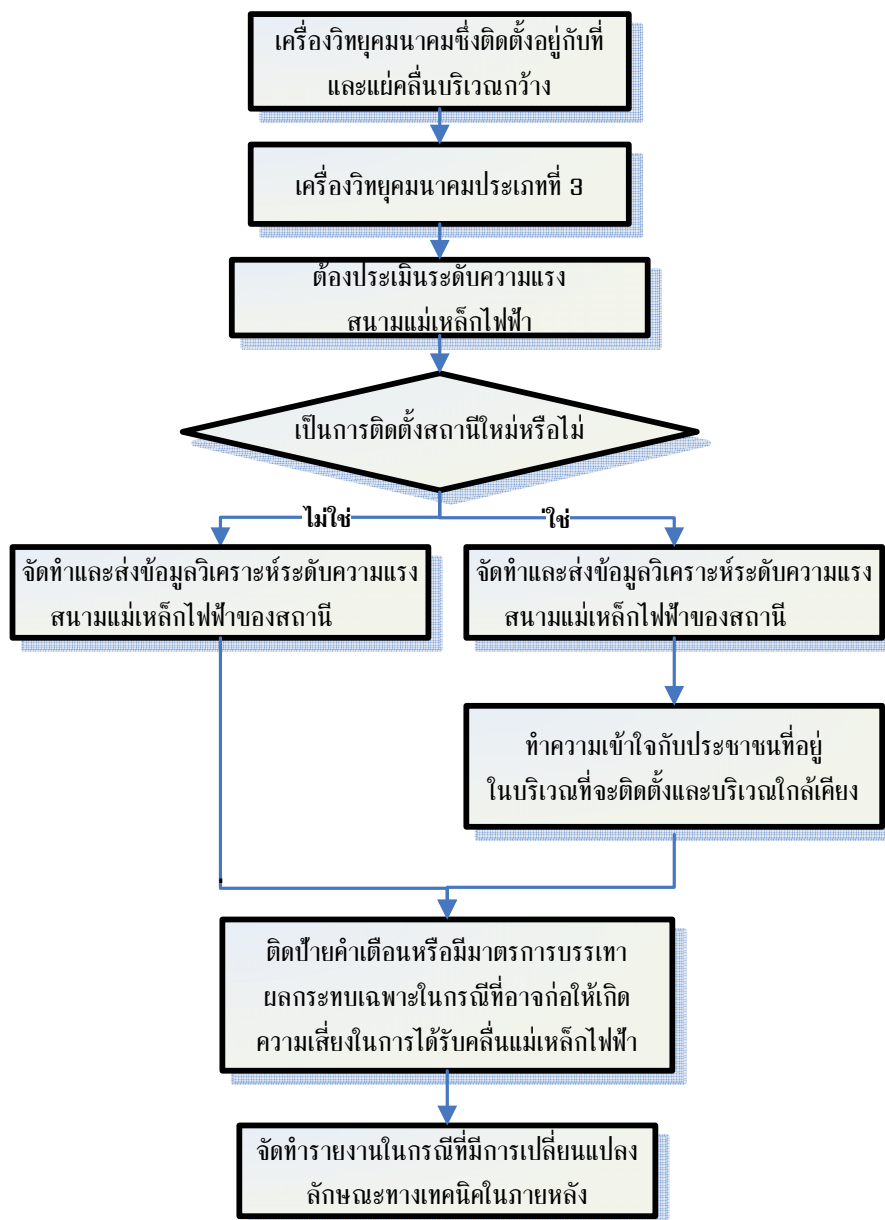 เครื่องวิทยุคมนาคมซึ่งติดตั้งอยู่กับที่
และแผ่คลื่นบริเวณกว้าง
เครื่องวิทยุคมนาคมประเภทที่ 3
ต้องประเมินระดับความแรง
สนามแม่เหล็กไฟฟ้า
เป็นการติดตั้งสถานีใหม่หรือไม่
ไม่ใช่
ใช่
จัดทำและส่งข้อมูลวิเคราะห์ระดับความแรง
สนามแม่เหล็กไฟฟ้าของสถานี
จัดทำและส่งข้อมูลวิเคราะห์ระดับความแรง
สนามแม่เหล็กไฟฟ้าของสถานี
ทำความเข้าใจกับประชาชนที่อยู่
ในบริเวณที่จะติดตั้งและบริเวณใกล้เคียง
ติดป้ายคำเตือนหรือมีมาตรการบรรเทา
ผลกระทบเฉพาะในกรณีที่อาจก่อให้เกิด
ความเสี่ยงในการได้รับคลื่นแม่เหล็กไฟฟ้า
จัดทำรายงานในกรณีที่มีการเปลี่ยนแปลง
ลักษณะทางเทคนิคในภายหลัง